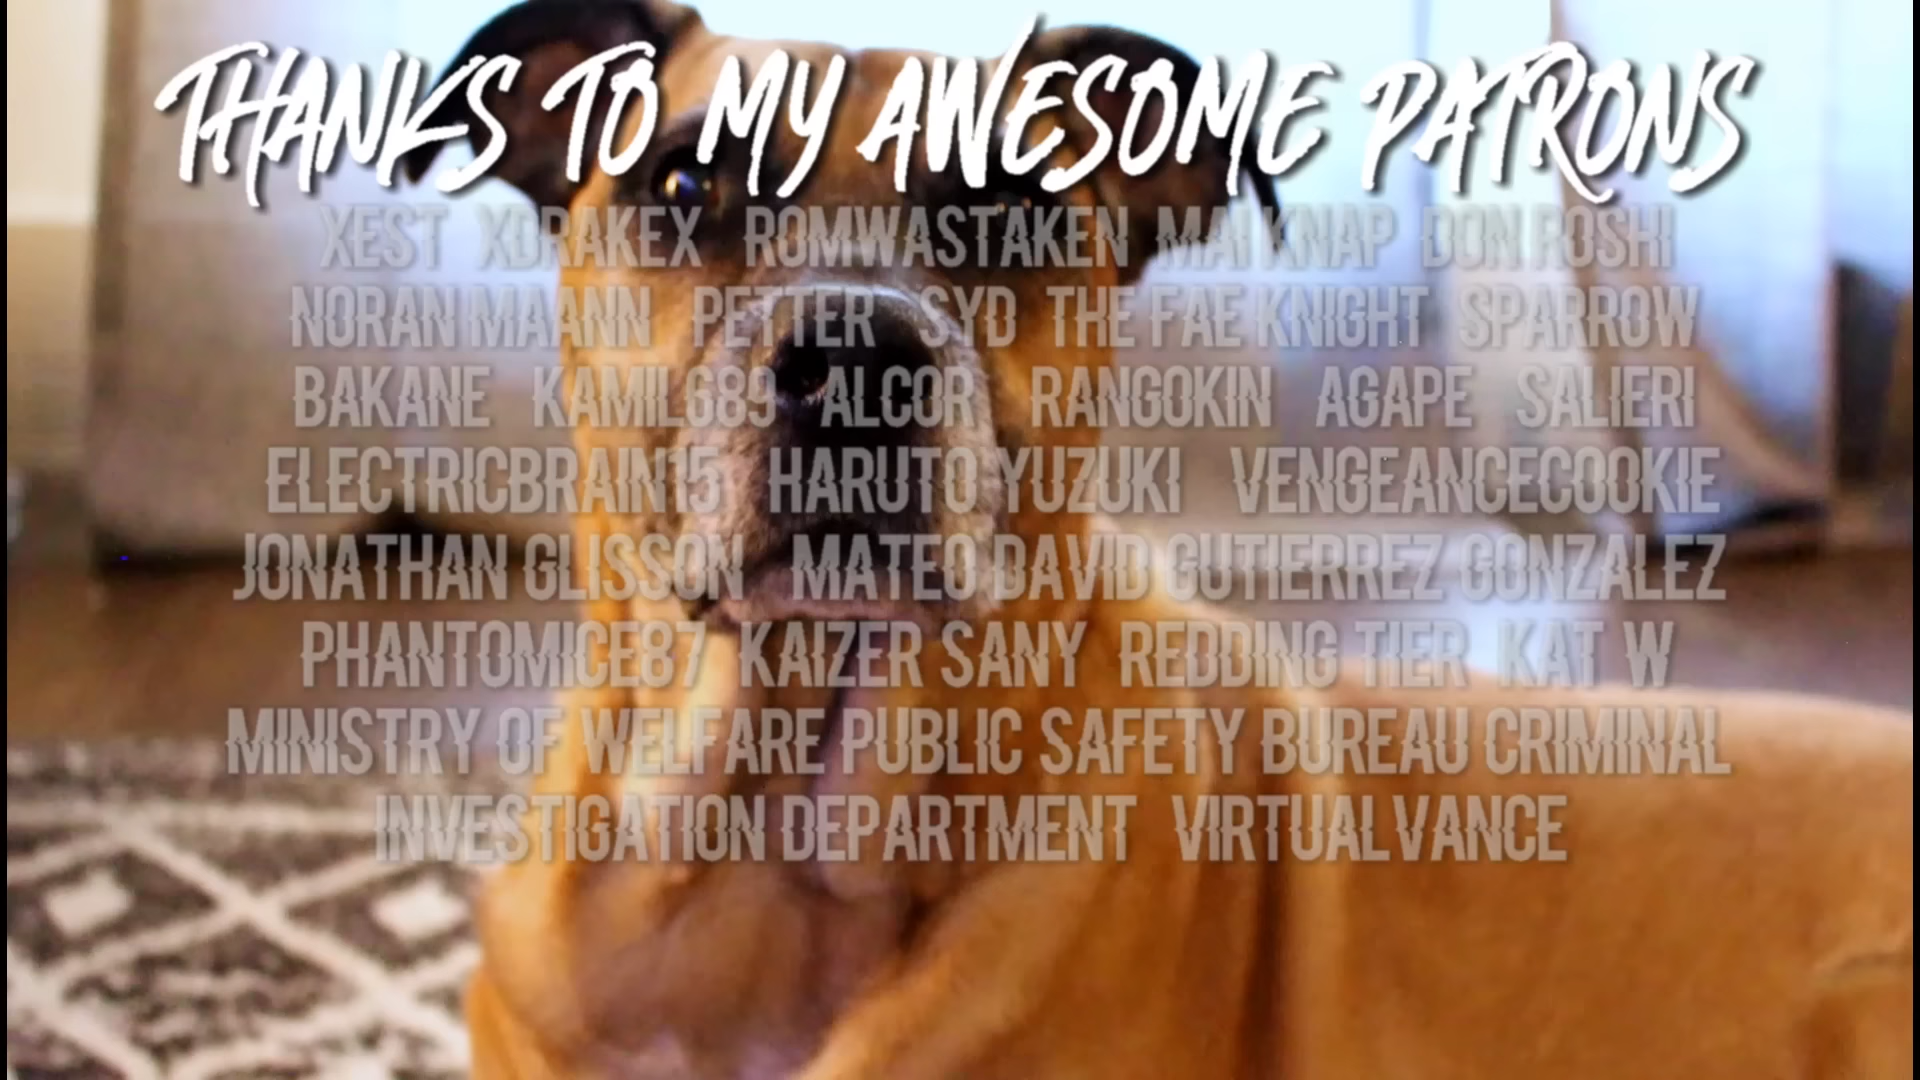 THANKS TO MY AWESOME PATRONS
XEST XDRAKEX ROMWASTAKEN MAI KNAP DON ROSHI
NORAN MAANN PETTER SYD THE FAE KNIGHT SPARROW
BAKANE KAMIL689 ALCOR RANGOKIN AGAPE SALIERI
ELECTRICBRAIN15 HARUTO YUZUKI VENGEANCECOOKIE
JONATHAN GLISSON MATEO DAVID GUTIERREZ GONZALEZ
PHANTOMICE87 KAIZER SANY REDDING TIER KAT W
MINISTRY OF WELFARE PUBLIC SAFETY BUREAU CRIMINAL
INVESTIGATION DEPARTMENT VIRTUALVANCE